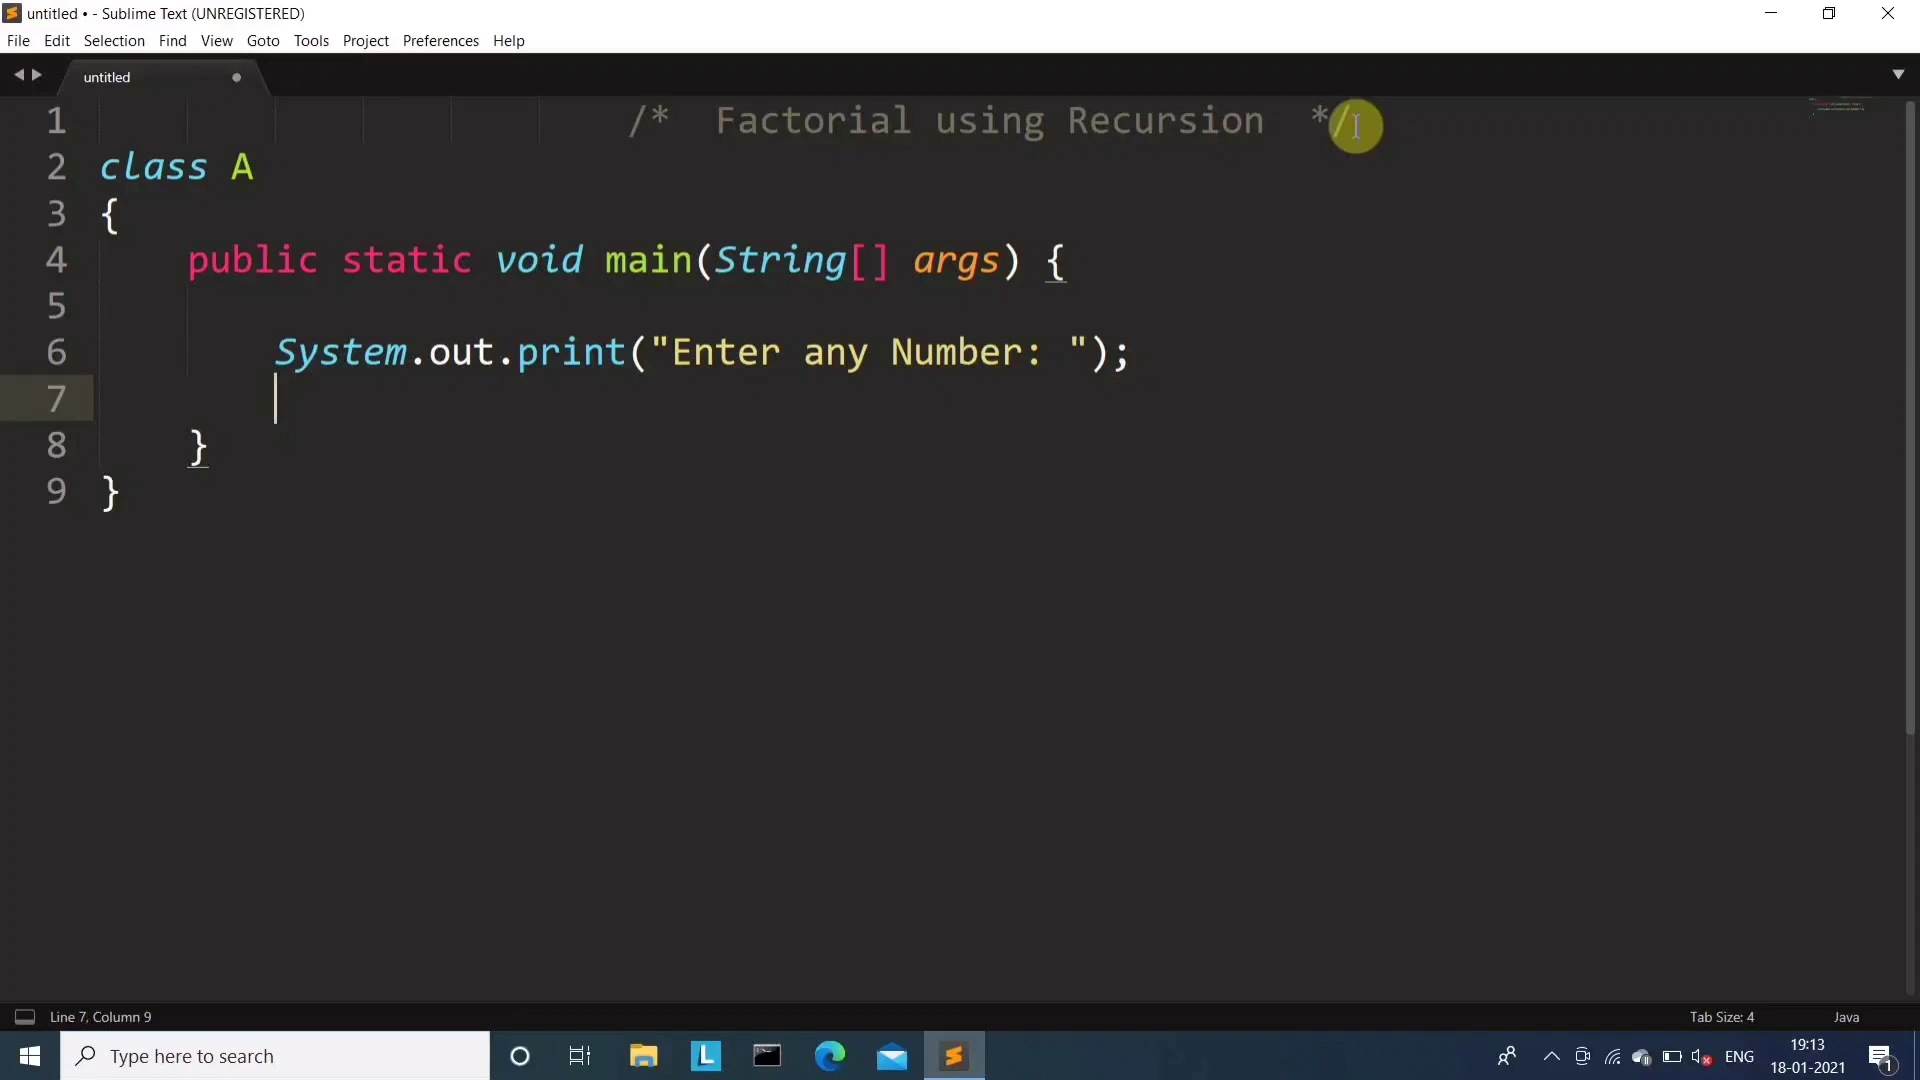 untitled • - Sublime Text (UNREGISTERED)
File Edit Selection Find View Goto Tools Project Preferences Help
untitled
1 /* Factorial using Recursion */
2 class A
3 {
4 public static void main(String[] args) {
5
6 System.out.print("Enter any Number: ");
7
8 }
9 }
Line 7, Column 9 Tab Size: 4 Java
Type here to search L ENG 19:13
18-01-2021 1